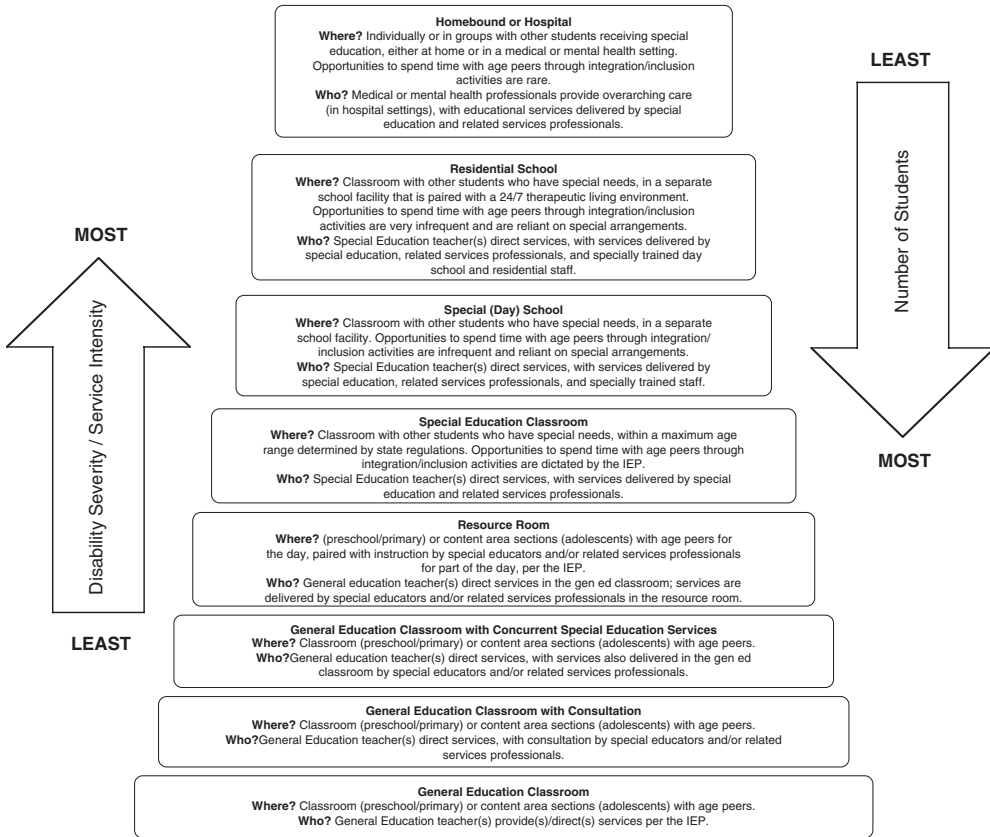 Homebound or Hospital
Where? Individually or in groups with other students receiving special
education, either at home or in a medical or mental health setting.
Opportunities to spend time with age peers through integration/inclusion
activities are rare.
Who? Medical or mental health professionals provide overarching care
(in hospital settings), with educational services delivered by special
education and related services professionals.
LEAST
Number of Students
MOST
Residential School
Where? Classroom with other students who have special needs, in a separate
school facility that is paired with a 24/7 therapeutic living environment.
Opportunities to spend time with age peers through integration/inclusion
activities are very infrequent and are reliant on special arrangements.
Who? Special Education teacher(s) direct services, with services delivered by
special education, related services professionals, and specially trained day
school and residential staff.
MOST
Disability Severity / Service Intensity
LEAST
Special (Day) School
Where? Classroom with other students who have special needs, in a separate
school facility. Opportunities to spend time with age peers through integration/
inclusion activities are infrequent and reliant on special arrangements.
Who? Special Education teacher(s) direct services, with services delivered by
special education, related services professionals, and specially trained staff.
Special Education Classroom
Where? Classroom with other students who have special needs, within a maximum age
range determined by state regulations. Opportunities to spend time with age peers through
integration/inclusion activities are dictated by the IEP.
Who? Special Education teacher(s) direct services, with services delivered by special
education and related services professionals.
Resource Room
Where? (preschool/primary) or content area sections (adolescents) with age peers for
the day, paired with instruction by special educators and/or related services professionals
for part of the day, per the IEP.
Who? General education teacher(s) direct services in the gen ed classroom; services are
delivered by special educators and/or related services professionals in the resource room.
General Education Classroom with Concurrent Special Education Services
Where? Classroom (preschool/primary) or content area sections (adolescents) with age peers.
Who?General education teacher(s) direct services, with services also delivered in the gen ed
classroom by special educators and/or related services professionals.
General Education Classroom with Consultation
Where? Classroom (preschool/primary) or content area sections (adolescents) with age peers.
Who?General Education teacher(s) direct services, with consultation by special educators and/or related
services professionals.
General Education Classroom
Where? Classroom (preschool/primary) or content area sections (adolescents) with age peers.
Who? General Education teacher(s) provide(s)/direct(s) services per the IEP.